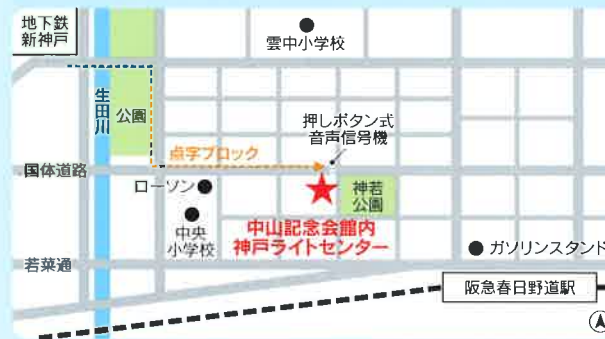 地下鉄
新神戸
雲中小学校
生田川
公園
押しボタン式
音声信号機
点字ブロック
国体道路
ローソン
神若
公園
中央
小学校
中山記念会館内
神戸ライトセンター
ガソリンスタンド
若菜通
阪急春日野道駅